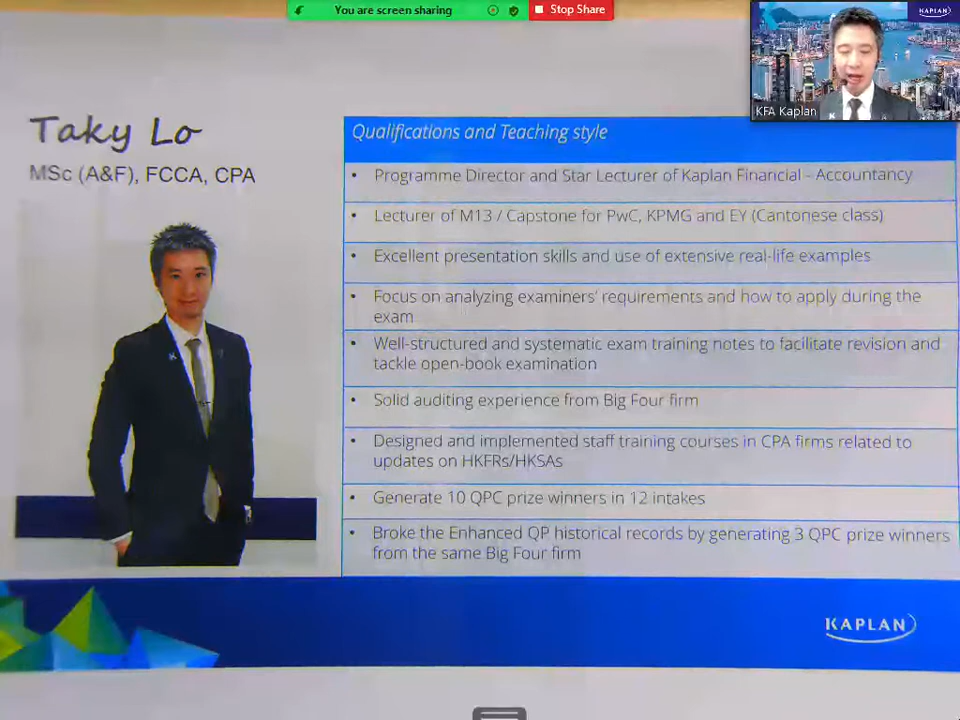 You are screen sharing
Stop Share
KAPLAN
KFA Kaplan
Taky Lo
MSc (A&F), FCCA, CPA
Qualifications and Teaching style
• Programme Director and Star Lecturer of Kaplan Financial - Accountancy
• Lecturer of M13 / Capstone for PwC, KPMG and EY (Cantonese class)
• Excellent presentation skills and use of extensive real-life examples
• Focus on analyzing examiners' requirements and how to apply during the
exam
• Well-structured and systematic exam training notes to facilitate revision and
tackle open-book examination
• Solid auditing experience from Big Four firm
• Designed and implemented staff training courses in CPA firms related to
updates on HKFRs/HKSAs
• Generate 10 QPC prize winners in 12 intakes
• Broke the Enhanced QP historical records by generating 3 QPC prize winners
from the same Big Four firm
KAPLAN